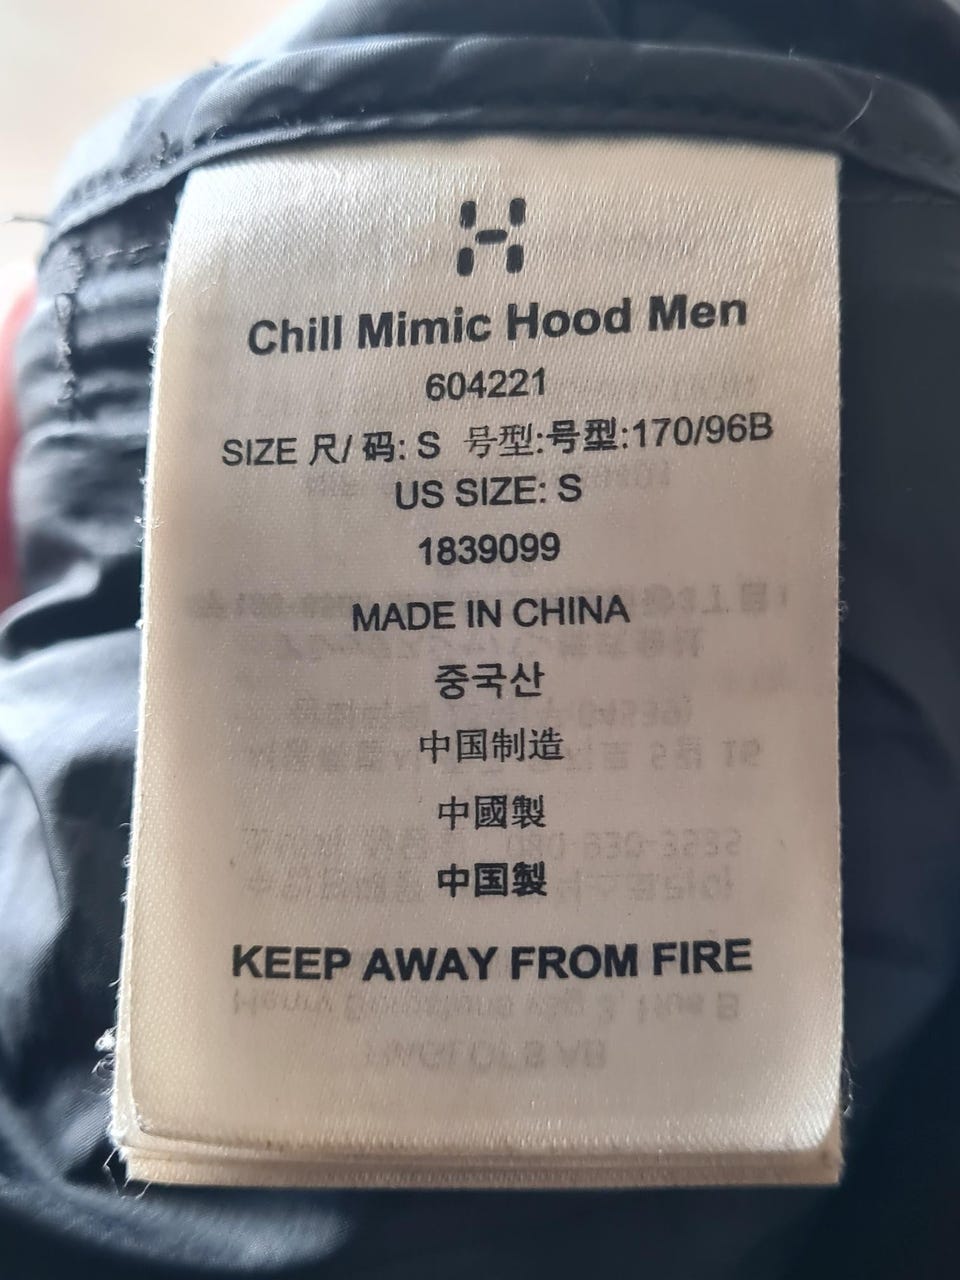 Chill Mimic Hood Men
604221
SIZE 尺/ 码: S 号型:号型:170/96B
US SIZE: S
1839099
MADE IN CHINA
중국산
中国制造
中國製
中国製
KEEP AWAY FROM FIRE